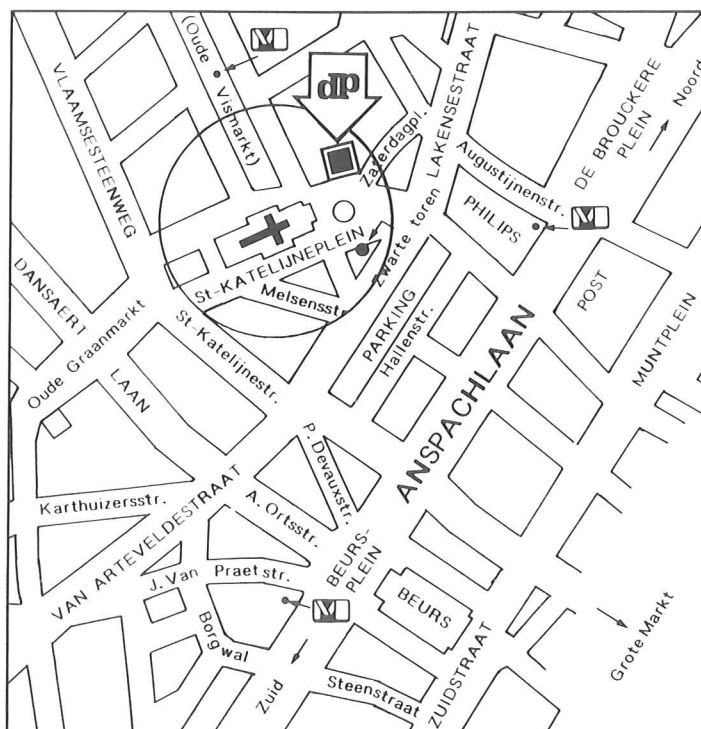 (Oude
Vismarkt)
M
dp
VLAAMSESTEENWEG
Zaterdagpl.
LAKENSESTRAAT
Zwarte toren
Augustijnenstr.
DE BROUCKERE
PLEIN
Noord
PHILIPS
M
POST
MUNTPLEIN
ST-KATELIJNEPLEIN
Melsensstr.
DANSAERT
LAAN
Oude Graanmarkt
St-Katelijnestr.
PARKING
Hallenstr.
ANSPACHLAAN
P. Devauxstr.
A. Ortsstr.
Karthuizersstr.
VAN ARTEVELDESTRAAT
J. Van Praetstr.
BEURS-
PLEIN
BEURS
M
Borgwal
Zuid
Steenstraat
ZUIDSTRAAT
Grote Markt